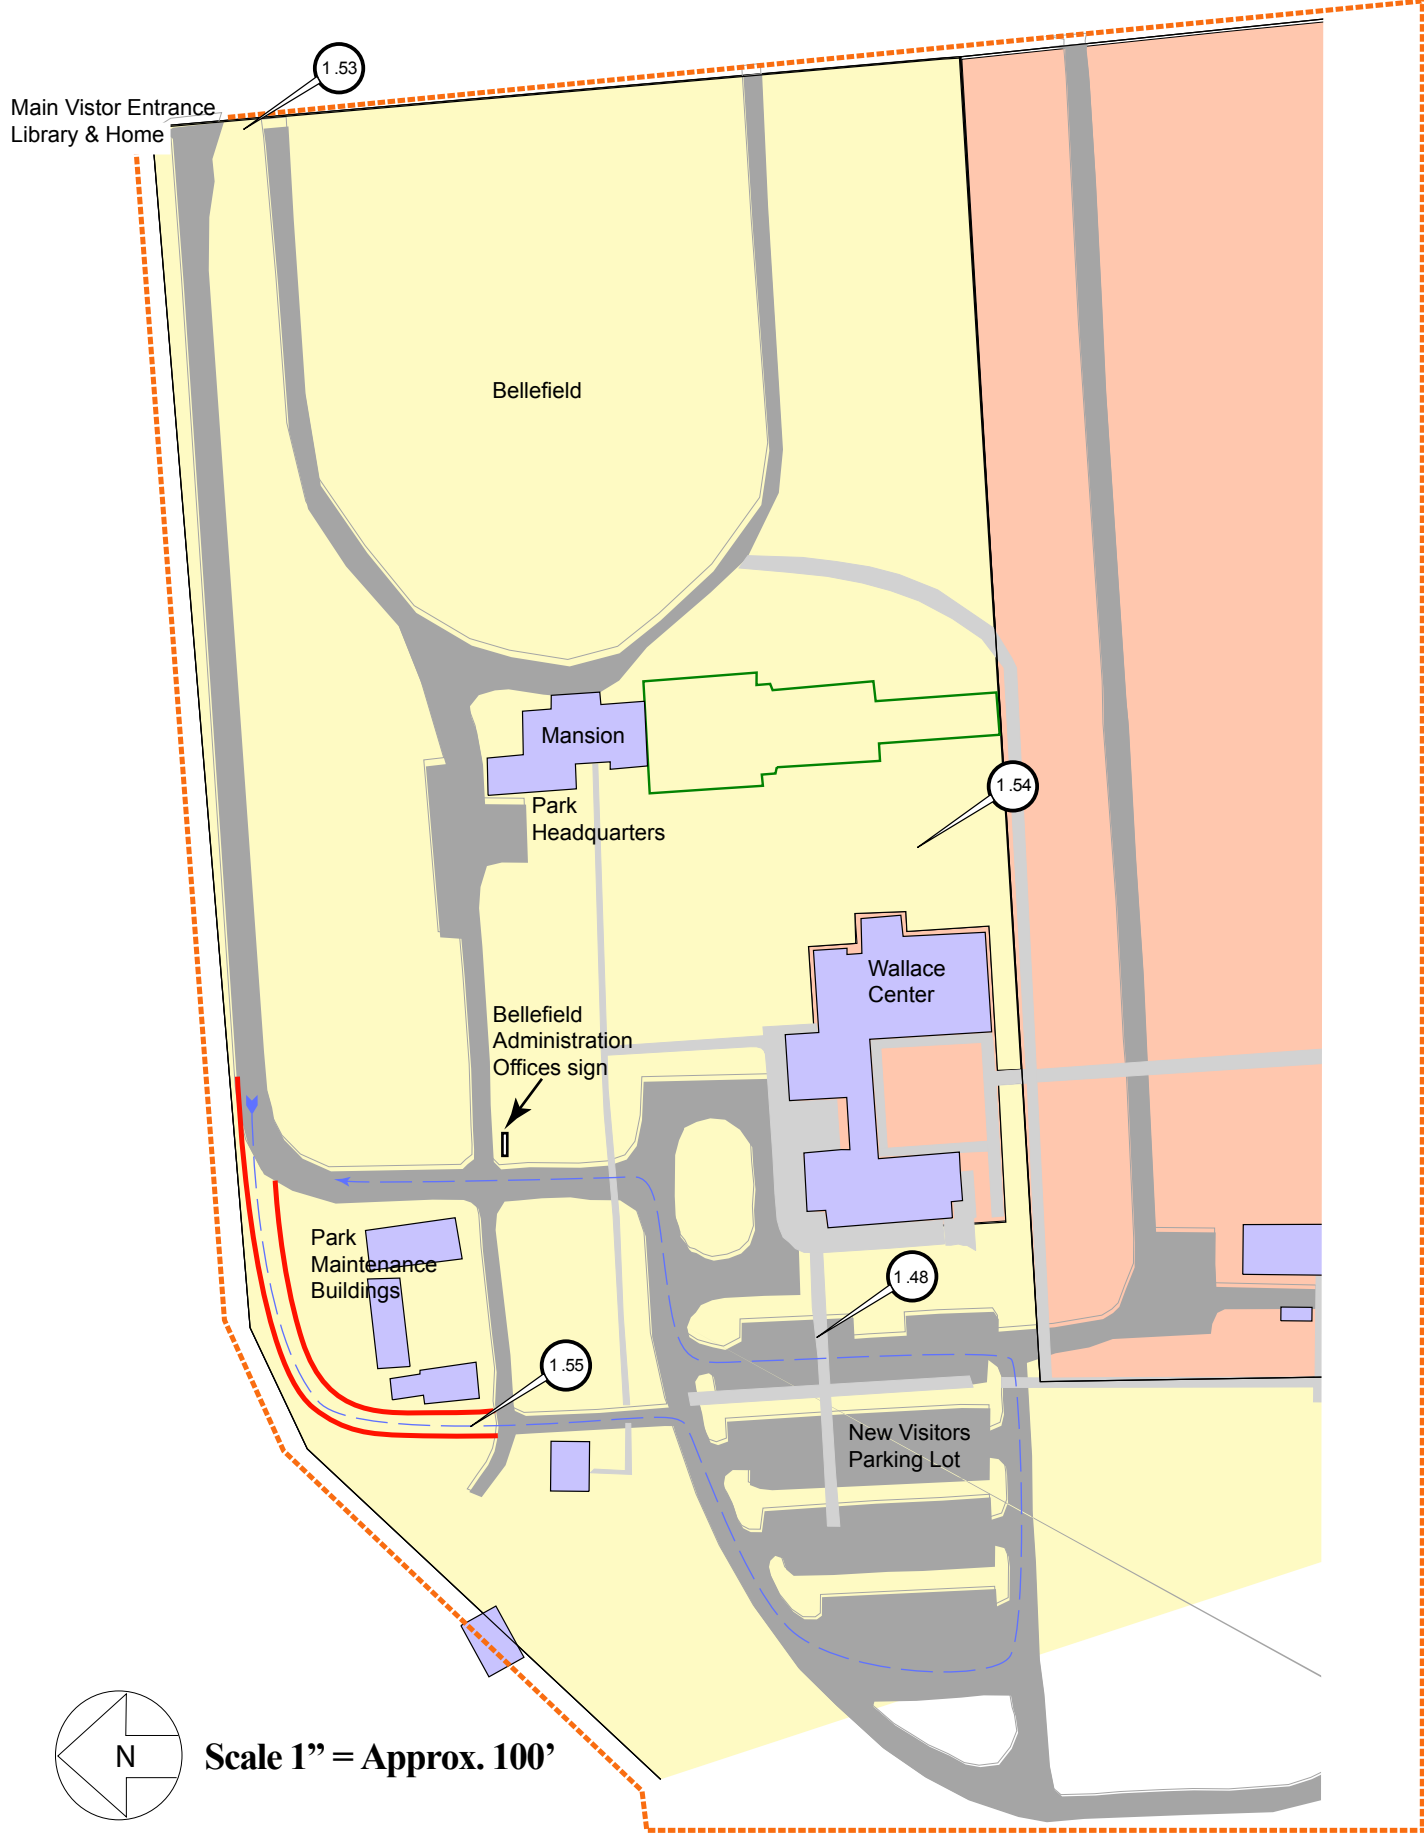 1.53
Main Vistor Entrance
Library & Home
Bellefield
Mansion
1.54
Park
Headquarters
Wallace
Center
Bellefield
Administration
Offices sign
Park
Maintenance
Buildings
1.48
1.55
New Visitors
Parking Lot
N
Scale 1” = Approx. 100’